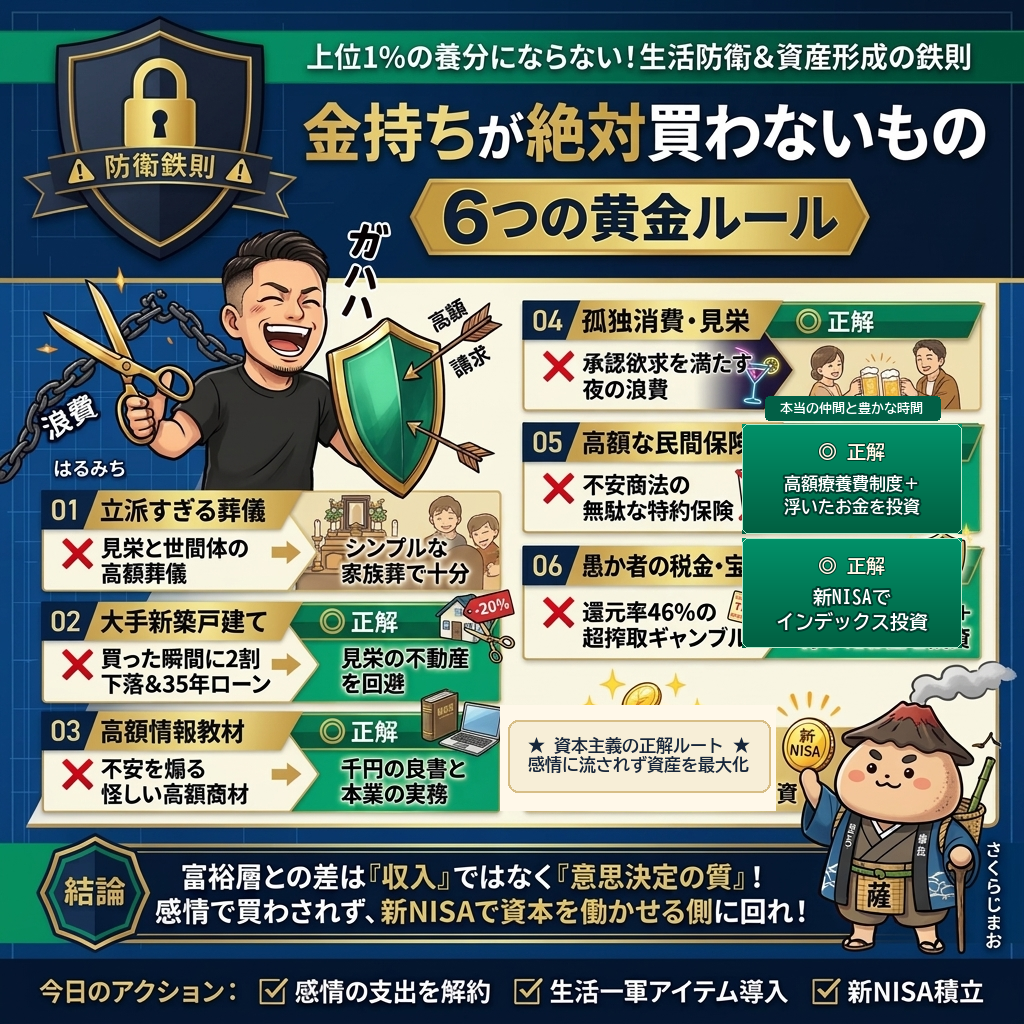 上位1%の養分にならない！生活防衛&資産形成の鉄則
防衛鉄則
金持ちが絶対買わないもの
6つの黄金ルール
ガハハ
高額
請求
浪費
はるみち
01 立派すぎる葬儀
見栄と世間体の
高額葬儀
シンプルな
家族葬で十分
02 大手新築戸建て
◎正解
-20%
買った瞬間に2割
下落&35年ローン
見栄の不動産
を回避
03 高額情報教材
◎正解
不安を煽る
怪しい高額商材
千円の良書と
本業の実務
04 孤独消費・見栄
◎正解
承認欲求を満たす
夜の浪費
本当の仲間と豊かな時間
05 高額な民間保険
不安商法の
無駄な特約保険
◎ 正解
高額療養費制度＋
浮いたお金を投資
06 愚か者の税金・宝
還元率46%の
超搾取ギャンブル
◎ 正解
新NISAで
インデックス投資
★ 資本主義の正解ルート ★
感情に流されず資産を最大化
資
新
NISA
薩
さくらじまお
結論
富裕層との差は『収入』ではなく『意思決定の質』！
感情で買わされず、新NISAで資本を働かせる側に回れ！
今日のアクション： ☑ 感情の支出を解約 ☑ 生活一軍アイテム導入 ☑ 新NISA積立